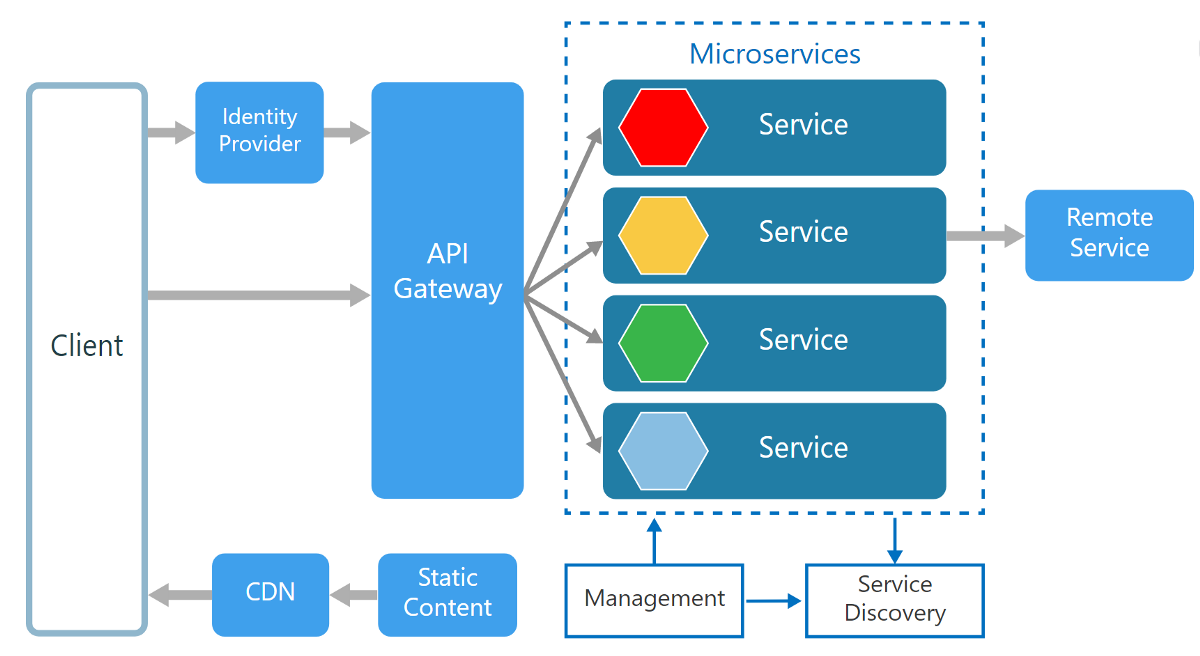 Microservices
Identity
Provider
Service
Service
Remote
Service
API
Gateway
Client
Service
Service
CDN
Static
Content
Management
Service
Discovery